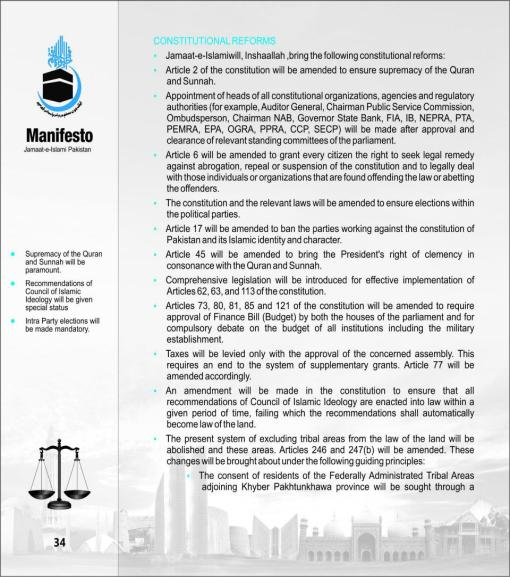 Manifesto
Jamaat-e-Islami Pakistan
Supremacy of the Quran
and Sunnah will be
paramount.
Recommendations of
Council of Islamic
Ideology will be given
special status
Intra Party elections will
be made mandatory.
34
CONSTITUTIONAL REFORMS
Jamaat-e-Islamiwill, Inshaallah ,bring the following constitutional reforms:
Article 2 of the constitution will be amended to ensure supremacy of the Quran
and Sunnah.
Appointment of heads of all constitutional organizations, agencies and regulatory
authorities (for example, Auditor General, Chairman Public Service Commission,
Ombudsperson, Chairman NAB, Governor State Bank, FIA, IB, NEPRA, PTA,
PEMRA, EPA, OGRA, PPRA, CCP, SECP) will be made after approval and
clearance of relevant standing committees of the parliament.
Article 6 will be amended to grant every citizen the right to seek legal remedy
against abrogation, repeal or suspension of the constitution and to legally deal
with those individuals or organizations that are found offending the law or abetting
the offenders.
The constitution and the relevant laws will be amended to ensure elections within
the political parties.
Article 17 will be amended to ban the parties working against the constitution of
Pakistan and its Islamic identity and character.
Article 45 will be amended to bring the President's right of clemency in
consonance with the Quran and Sunnah.
Comprehensive legislation will be introduced for effective implementation of
Articles 62, 63, and 113 of the constitution.
Articles 73, 80, 81, 85 and 121 of the constitution will be amended to require
approval of Finance Bill (Budget) by both the houses of the parliament and for
compulsory debate on the budget of all institutions including the military
establishment.
Taxes will be levied only with the approval of the concerned assembly. This
requires an end to the system of supplementary grants. Article 77 will be
amended accordingly.
An amendment will be made in the constitution to ensure that all
recommendations of Council of Islamic Ideology are enacted into law within a
given period of time, failing which the recommendations shall automatically
become law of the land.
The present system of excluding tribal areas from the law of the land will be
abolished and these areas. Articles 246 and 247(b) will be amended. These
changes will be brought about under the following guiding principles:
The consent of residents of the Federally Administrated Tribal Areas
adjoining Khyber Pakhtunkhawa province will be sought through a